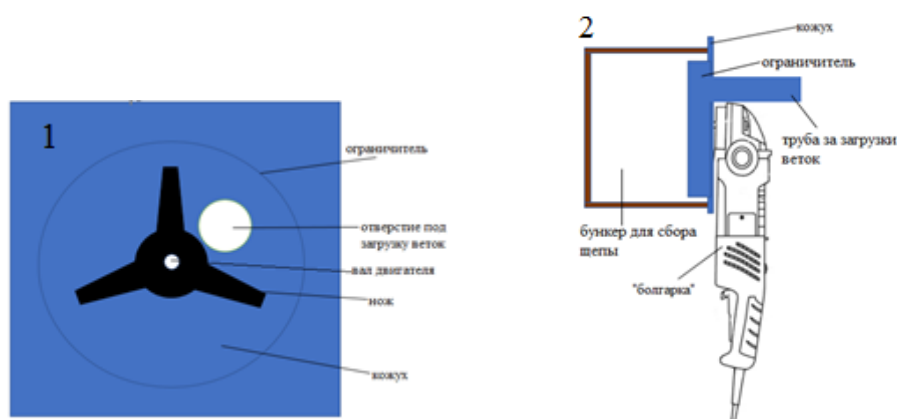 1
ограничитель
отверстие под
загрузку веток
вал двигателя
нож
кожух
2
кожух
ограничитель
труба за загрузки
веток
бункер для сбора
щепы
"болгарка"